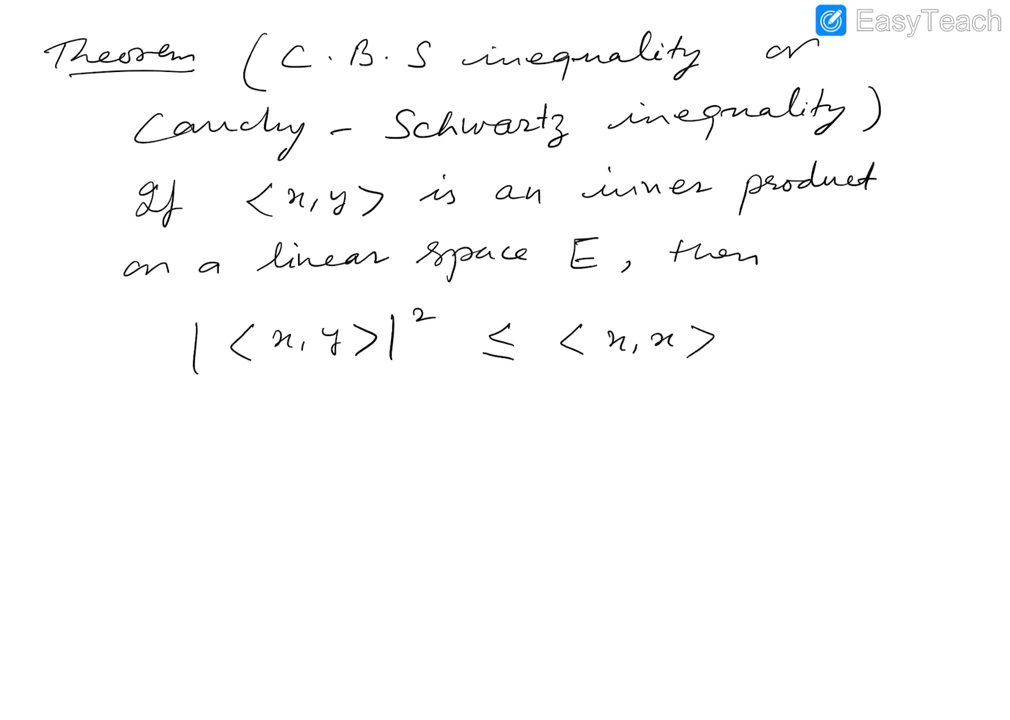 EasyTeach
Theorem (C.B.S inequality or
Cauchy - Schwartz inequality)
If <x,y> is an inner product
on a linear space E, then
|<x,y>|² ≤ <x,x>